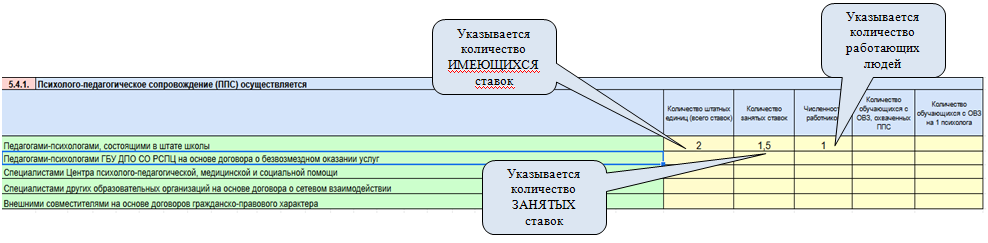 Указывается
количество
ИМЕЮЩИХСЯ
ставок
Указывается
количество
работающих
людей
5.4.1. Психолого-педагогическое сопровождение (ППС) осуществляется
Количество штатных
единиц (всего ставок)
Количество
занятых ставок
Численность
работнико
Количество
обучающихся с
ОВЗ, охваченных
ППС
Количество
обучающихся с ОВЗ
на 1 психолога
Педагогами-психологами, состоящими в штате школы 2 1,5 1
Педагогами-психологами ГБУ ДПО СО РСПЦ на основе договора о безвозмездном оказании услуг
Специалистами Центра психолого-педагогической, медицинской и социальной помощи
Специалистами других образовательных организаций на основе договора о сетевом взаимодействии
Внешними совместителями на основе договоров гражданско-правового характера
Указывается
количество
ЗАНЯТЫХ
ставок